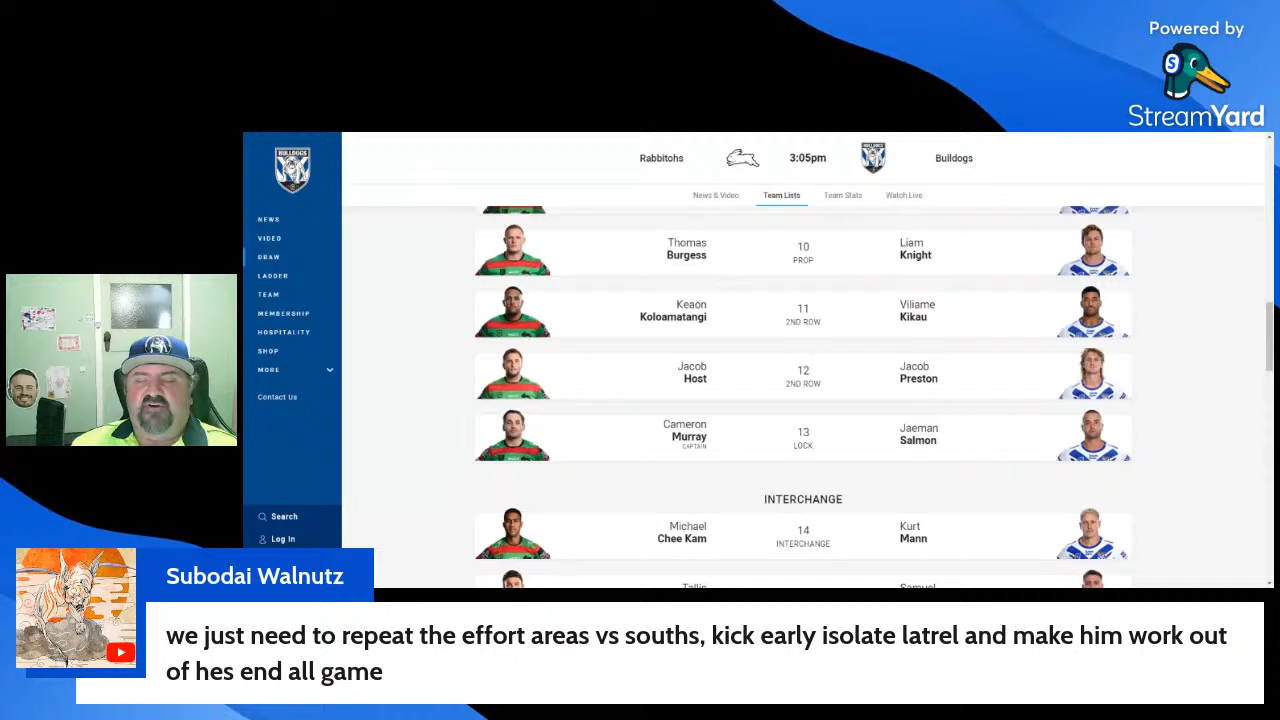 Powered by
StreamYard
BULLDOGS
Rabbitohs
3:05pm
Bulldogs
News & Video
Team Lists
Team Stats
Watch Live
NEWS
VIDEO
DRAW
LADDER
TEAM
MEMBERSHIP
HOSPITALITY
SHOP
MORE
Contact Us
Search
Log In
Thomas
Burgess
10
PROP
Liam
Knight
Keaon
Koloamatangi
11
2ND ROW
Viliame
Kikau
Jacob
Host
12
2ND ROW
Jacob
Preston
Cameron
Murray
CAPTAIN
13
LOCK
Jaeman
Salmon
INTERCHANGE
Michael
Chee Kam
14
INTERCHANGE
Kurt
Mann
Tallis
Samuel
Subodai Walnutz
we just need to repeat the effort areas vs souths, kick early isolate latrel and make him work out
of hes end all game